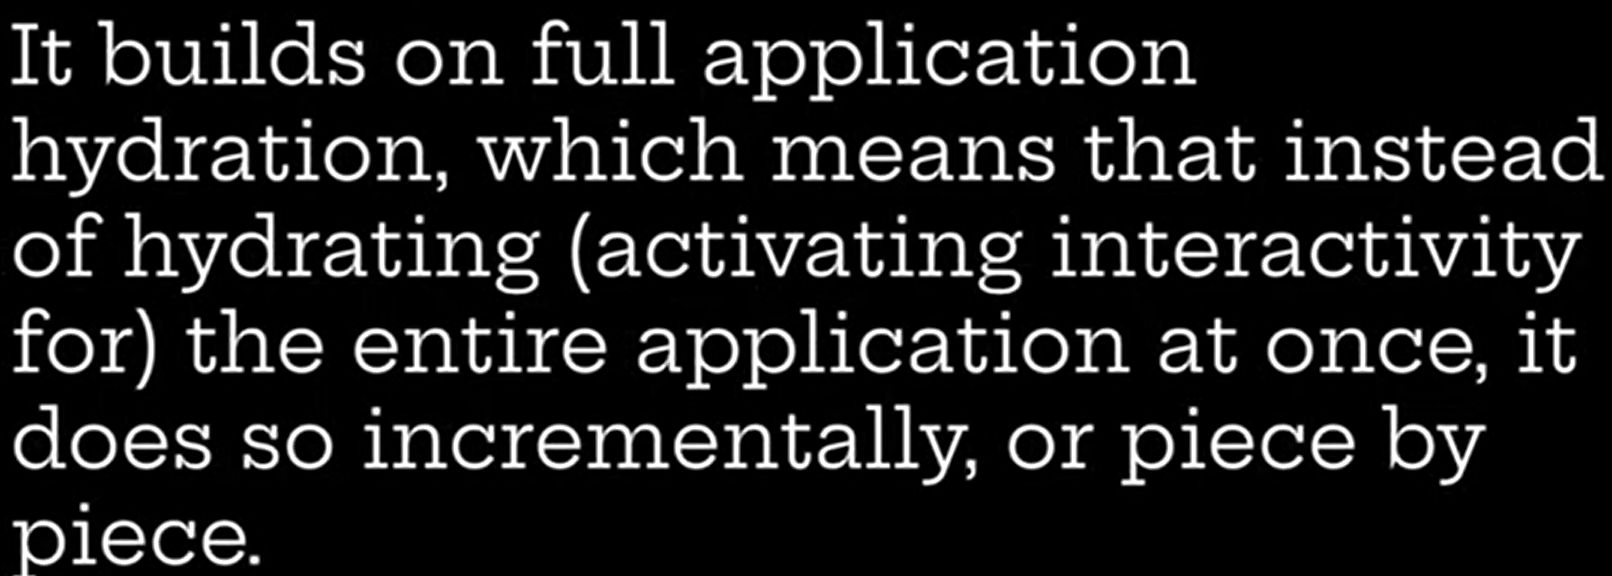 It builds on full application
hydration, which means that instead
of hydrating (activating interactivity
for) the entire application at once, it
does so incrementally, or piece by
piece.